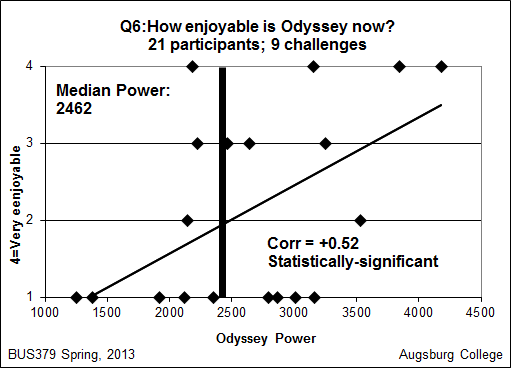 Q6:How enjoyable is Odyssey now?
21 participants; 9 challenges
4=Very eenjoyable
4
3
2
1
Median Power:
2462
Corr = +0.52
Statistically-significant
1000 1500 2000 2500 3000 3500 4000 4500
Odyssey Power
BUS379 Spring, 2013 Augsburg College